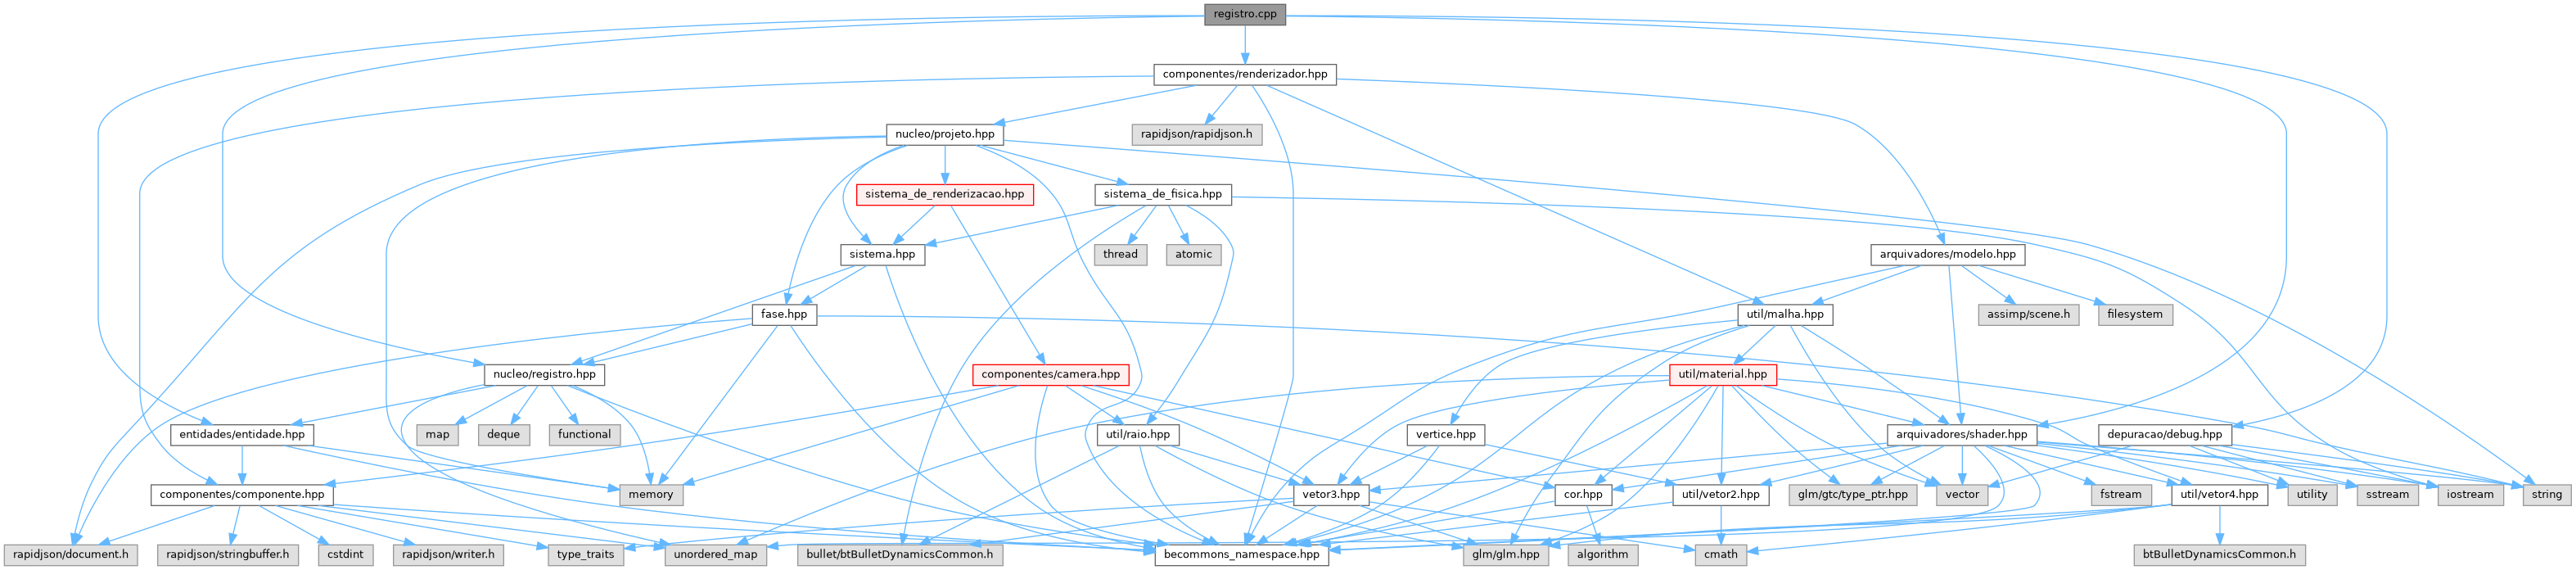 registro.cpp
componentes/renderizador.hpp
nucleo/projeto.hpp
rapidjson/rapidjson.h
sistema_de_renderizacao.hpp
sistema_de_fisica.hpp
sistema.hpp
thread
atomic
arquivadores/modelo.hpp
fase.hpp
util/malha.hpp
assimp/scene.h
filesystem
nucleo/registro.hpp
componentes/camera.hpp
util/material.hpp
entidades/entidade.hpp
map
deque
functional
util/raio.hpp
vertice.hpp
arquivadores/shader.hpp
depuracao/debug.hpp
componentes/componente.hpp
memory
vetor3.hpp
cor.hpp
util/vetor2.hpp
glm/gtc/type_ptr.hpp
vector
fstream
util/vetor4.hpp
utility
sstream
iostream
string
rapidjson/document.h
rapidjson/stringbuffer.h
cstdint
rapidjson/writer.h
type_traits
unordered_map
bullet/btBulletDynamicsCommon.h
becommons_namespace.hpp
glm/glm.hpp
algorithm
cmath
btBulletDynamicsCommon.h